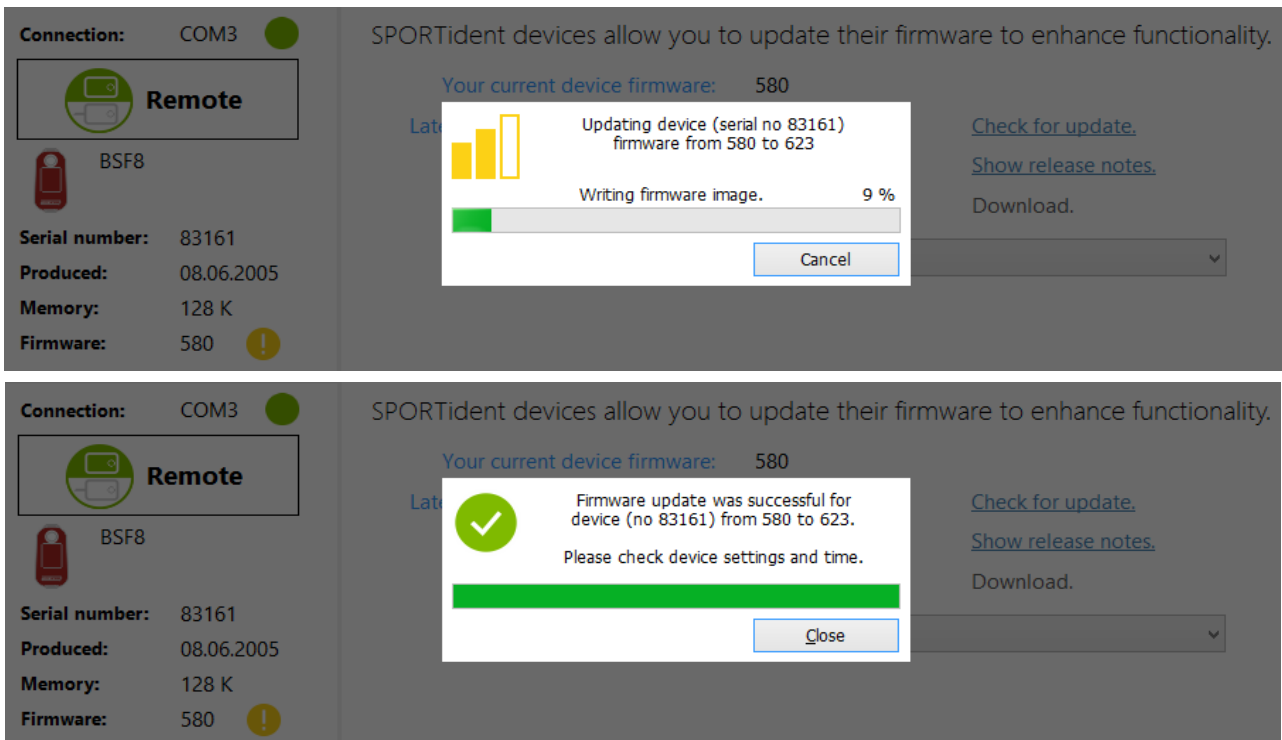 Connection: COM3
SPORTident devices allow you to update their firmware to enhance functionality.
Remote
Your current device firmware: 580
Updating device (serial no 83161)
firmware from 580 to 623
Check for update.
BSF8
Show release notes.
Writing firmware image. 9 %
Download.
Serial number: 83161
Cancel
Produced: 08.06.2005
Memory: 128 K
Firmware: 580
Connection: COM3
SPORTident devices allow you to update their firmware to enhance functionality.
Remote
Your current device firmware: 580
Firmware update was successful for
device (no 83161) from 580 to 623.
Check for update.
BSF8
Show release notes.
Please check device settings and time.
Download.
Serial number: 83161
Close
Produced: 08.06.2005
Memory: 128 K
Firmware: 580